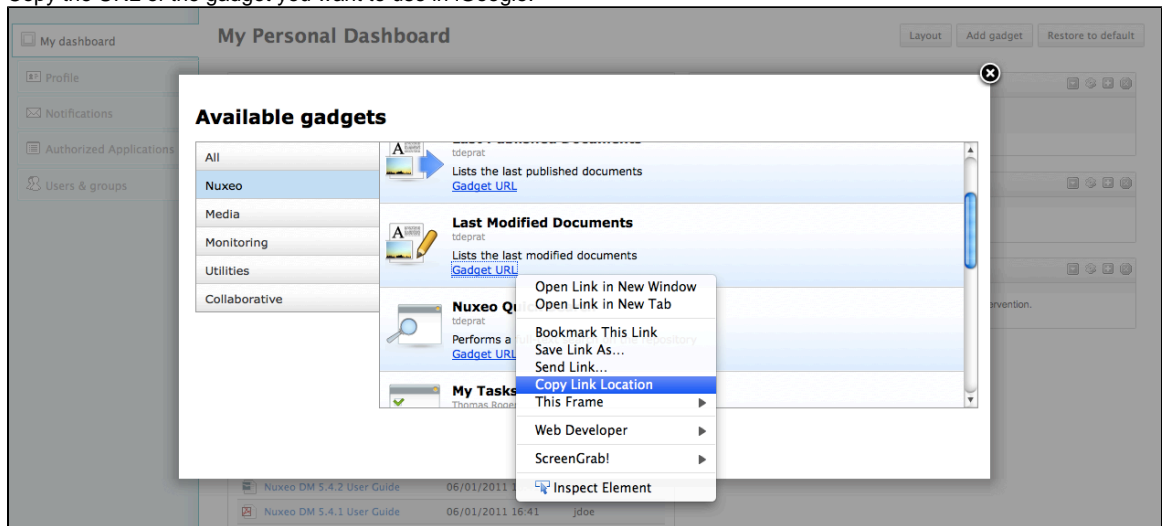 My dashboard
My Personal Dashboard
Layout
Add gadget
Restore to default
Profile
Notifications
Authorized Applications
Users & groups
Available gadgets
All
Nuxeo
Media
Monitoring
Utilities
Collaborative
tdeprat
Lists the last published documents
Gadget URL
Last Modified Documents
tdeprat
Lists the last modified documents
Gadget URL
Nuxeo
tdeprat
Performs a
Gadget URL
My Tasks
Thomas
Open Link in New Window
Open Link in New Tab
Bookmark This Link
Save Link As...
Send Link...
Copy Link Location
This Frame
Web Developer
ScreenGrab!
Inspect Element
Nuxeo DM 5.4.2 User Guide 06/01/2011
Nuxeo DM 5.4.1 User Guide 06/01/2011 16:41 jdoe